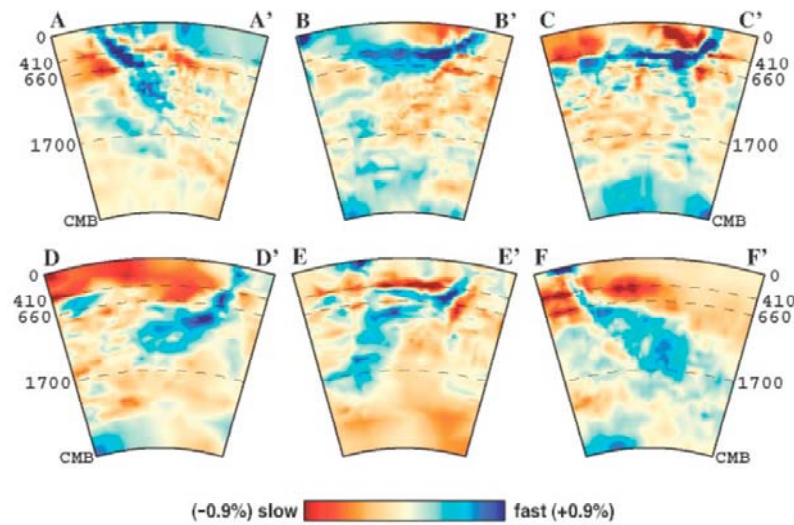 A A’ B B’ C C’
0 0
410 410
660 660
1700 1700
CMB CMB
D D’ E E’ F F’
0 0
410 410
660 660
1700 1700
CMB CMB
(-0.9%) slow fast (+0.9%)